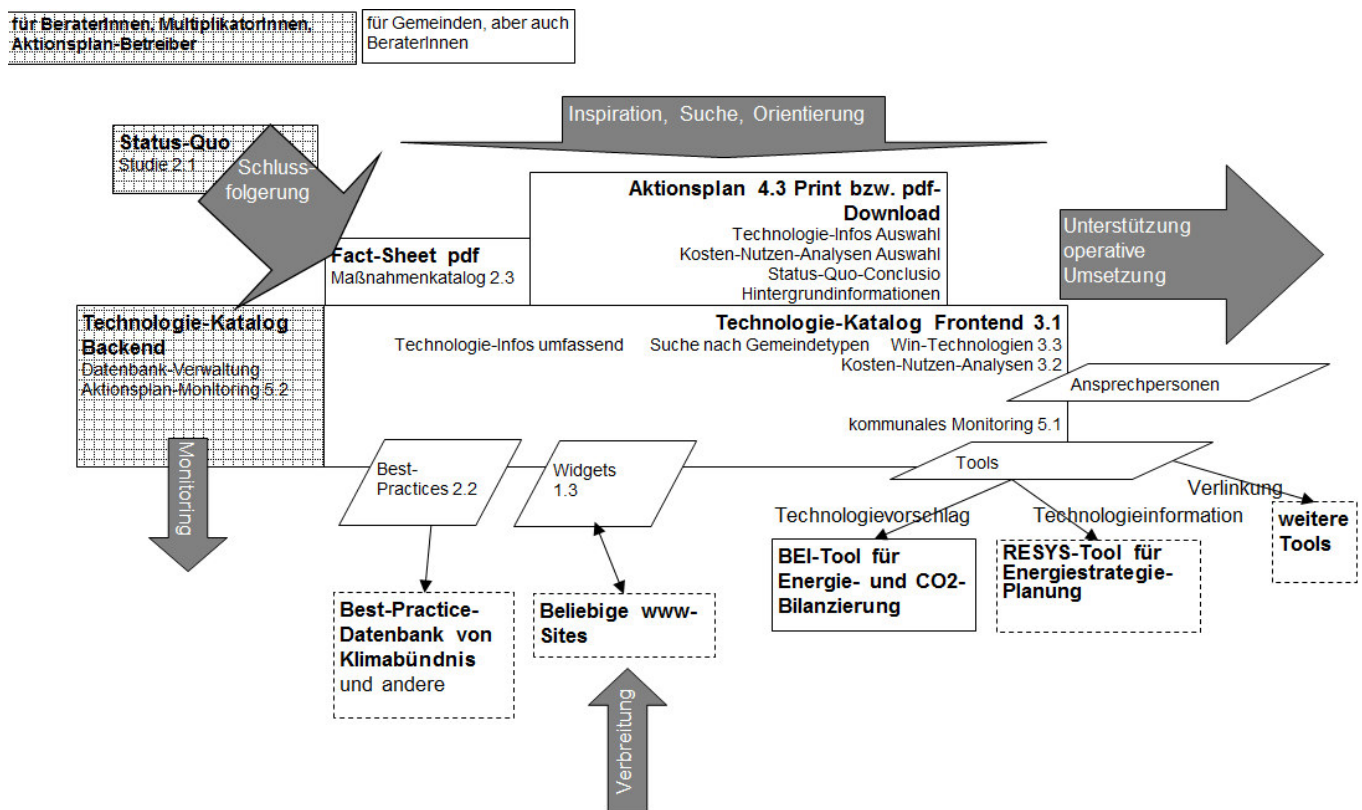 für BeraterInnen, MultiplikatorInnen,
Aktionsplan-Betreiber
für Gemeinden, aber auch
BeraterInnen
Inspiration, Suche, Orientierung
Status-Quo
Studie 2.1
Schluss-
folgerung
Aktionsplan 4.3 Print bzw. pdf-
Download
Technologie-Infos Auswahl
Kosten-Nutzen-Analysen Auswahl
Status-Quo-Conclusio
Hintergrundinformationen
Unterstützung
operative
Umsetzung
Fact-Sheet pdf
Maßnahmenkatalog 2.3
Technologie-Katalog
Backend
Datenbank-Verwaltung
Aktionsplan-Monitoring 5.2
Technologie-Katalog Frontend 3.1
Technologie-Infos umfassend Suche nach Gemeindetypen Win-Technologien 3.3
Kosten-Nutzen-Analysen 3.2
Ansprechpersonen
kommunales Monitoring 5.1
Monitoring
Best-
Practices 2.2
Widgets
1.3
Tools
Verlinkung
Technologievorschlag
Technologieinformation
weitere
Tools
BEI-Tool für
Energie- und CO2-
Bilanzierung
RESYS-Tool für
Energiestrategie-
Planung
Best-Practice-
Datenbank von
Klimabündnis
und andere
Beliebige www-
Sites
Verbreitung